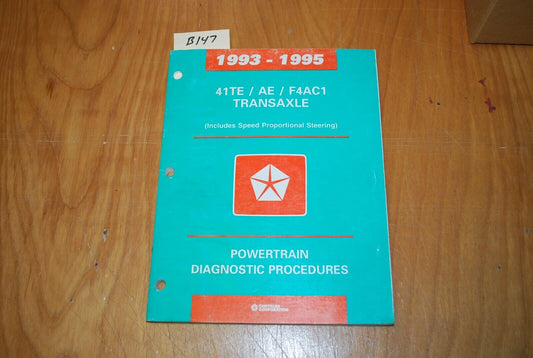 B147
1993 - 1995
41TE / AE / F4AC1
TRANSAXLE
(Includes Speed Proportional Steering)
POWERTRAIN
DIAGNOSTIC PROCEDURES
CHRYSLER
CORPORATION